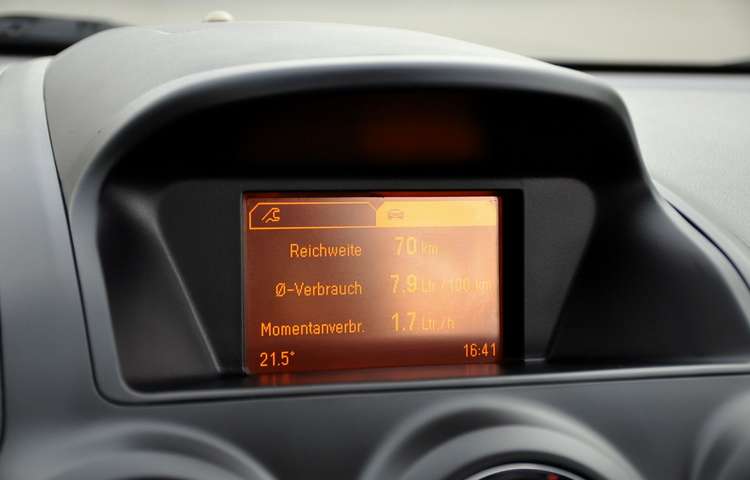 Reichweite 70 km
Ø-Verbrauch 7.9 Ltr./100 km
Momentanverbr. 1.7 Ltr./h
21.5° 16:41